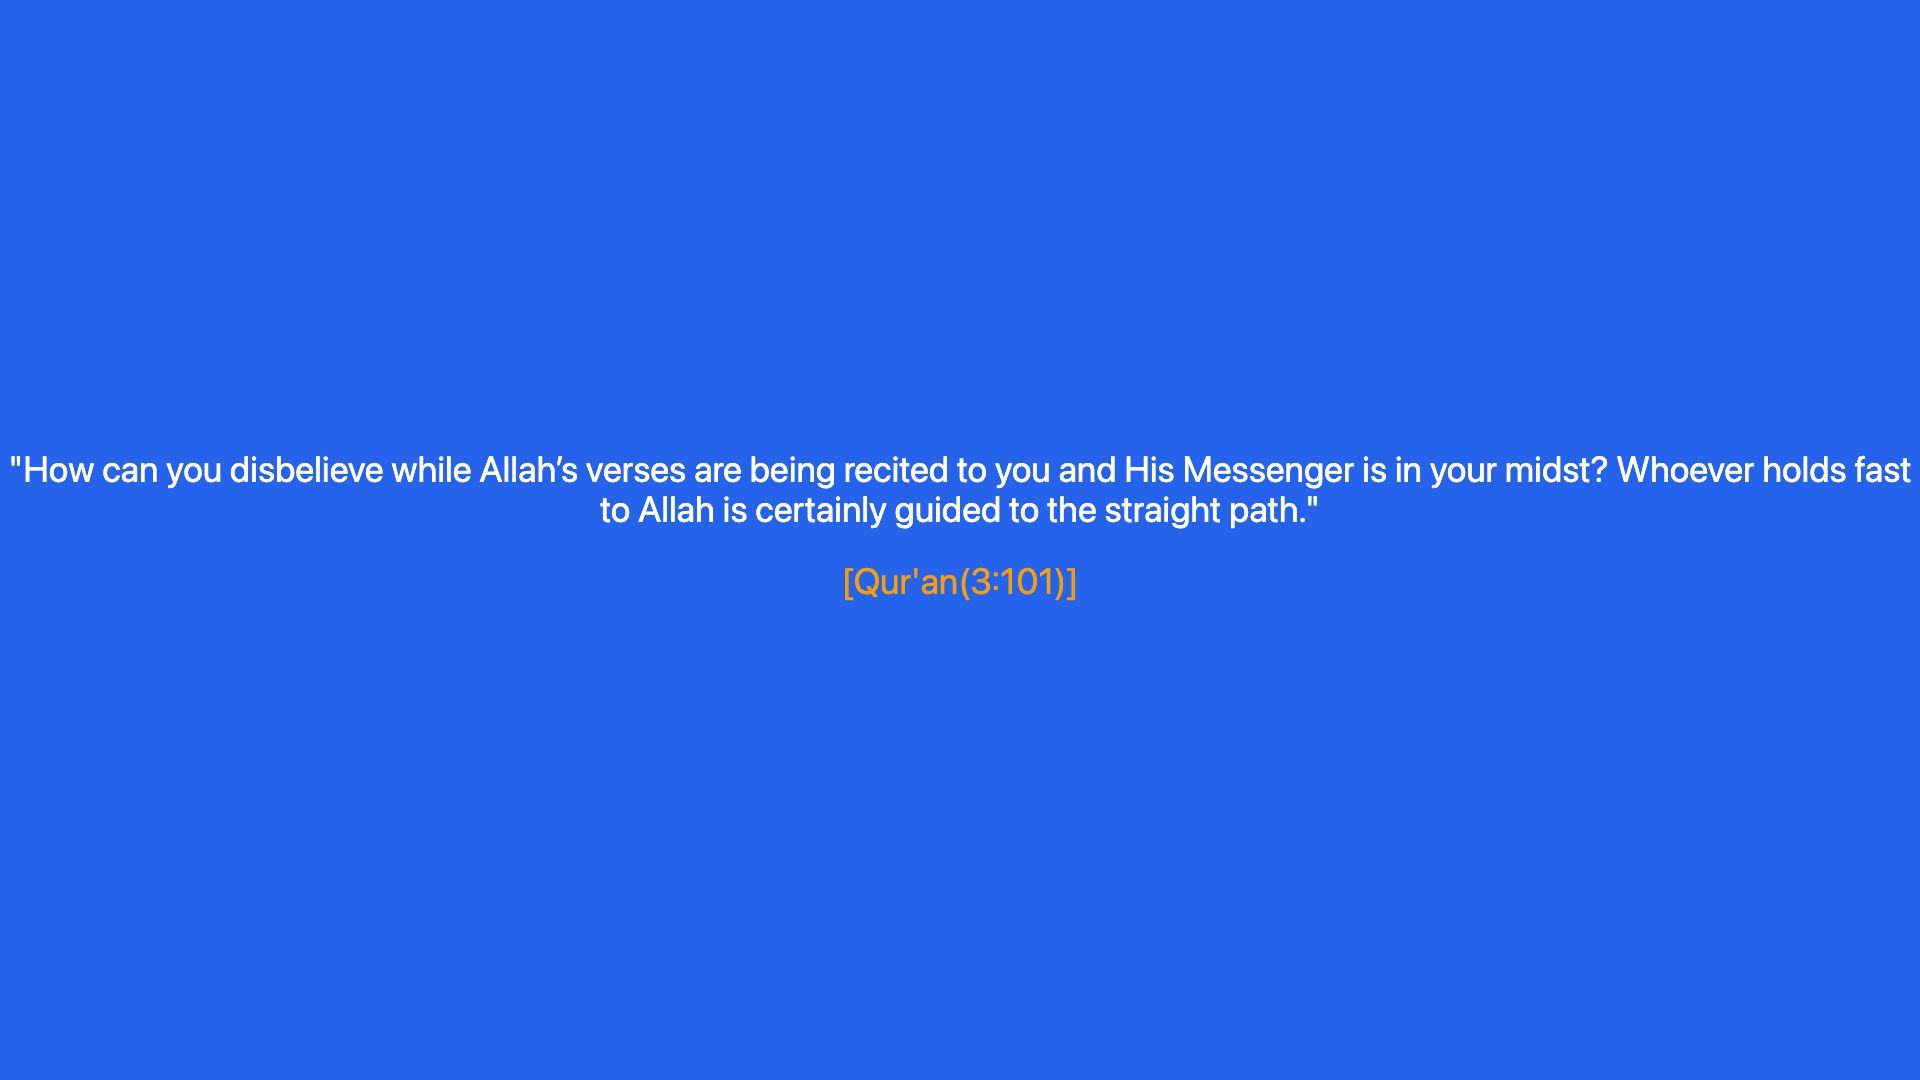 "How can you disbelieve while Allah’s verses are being recited to you and His Messenger is in your midst? Whoever holds fast
to Allah is certainly guided to the straight path."
[Qur'an(3:101)]